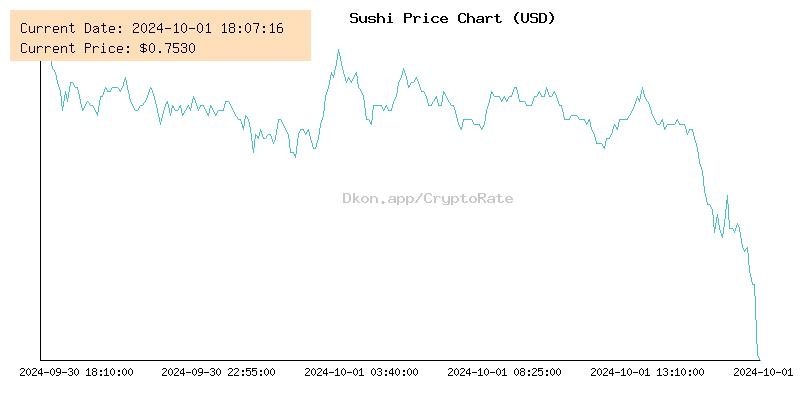 Sushi Price Chart (USD)
Current Date: 2024-10-01 18:07:16
Current Price: $0.7530
Dkon.app/CryptoRate
2024-09-30 18:10:00 2024-09-30 22:55:00 2024-10-01 03:40:00 2024-10-01 08:25:00 2024-10-01 13:10:00 2024-10-01